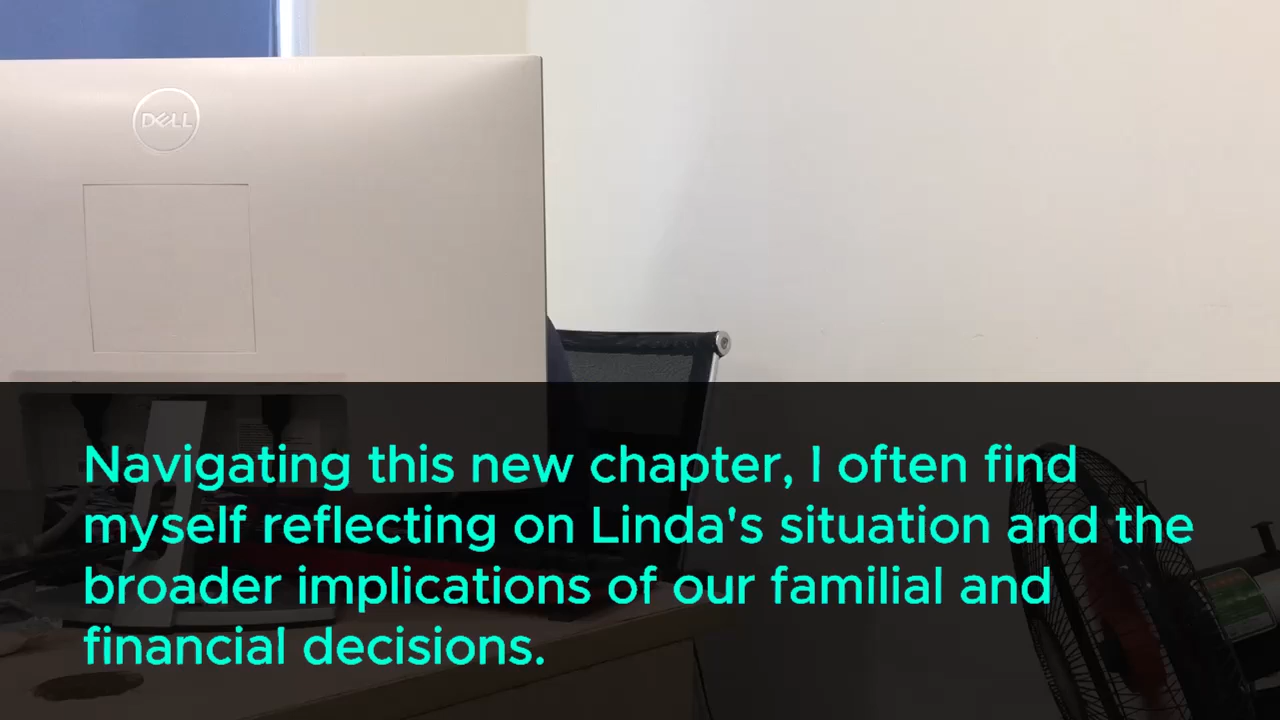 DELL
Navigating this new chapter, I often find
myself reflecting on Linda's situation and the
broader implications of our familial and
financial decisions.